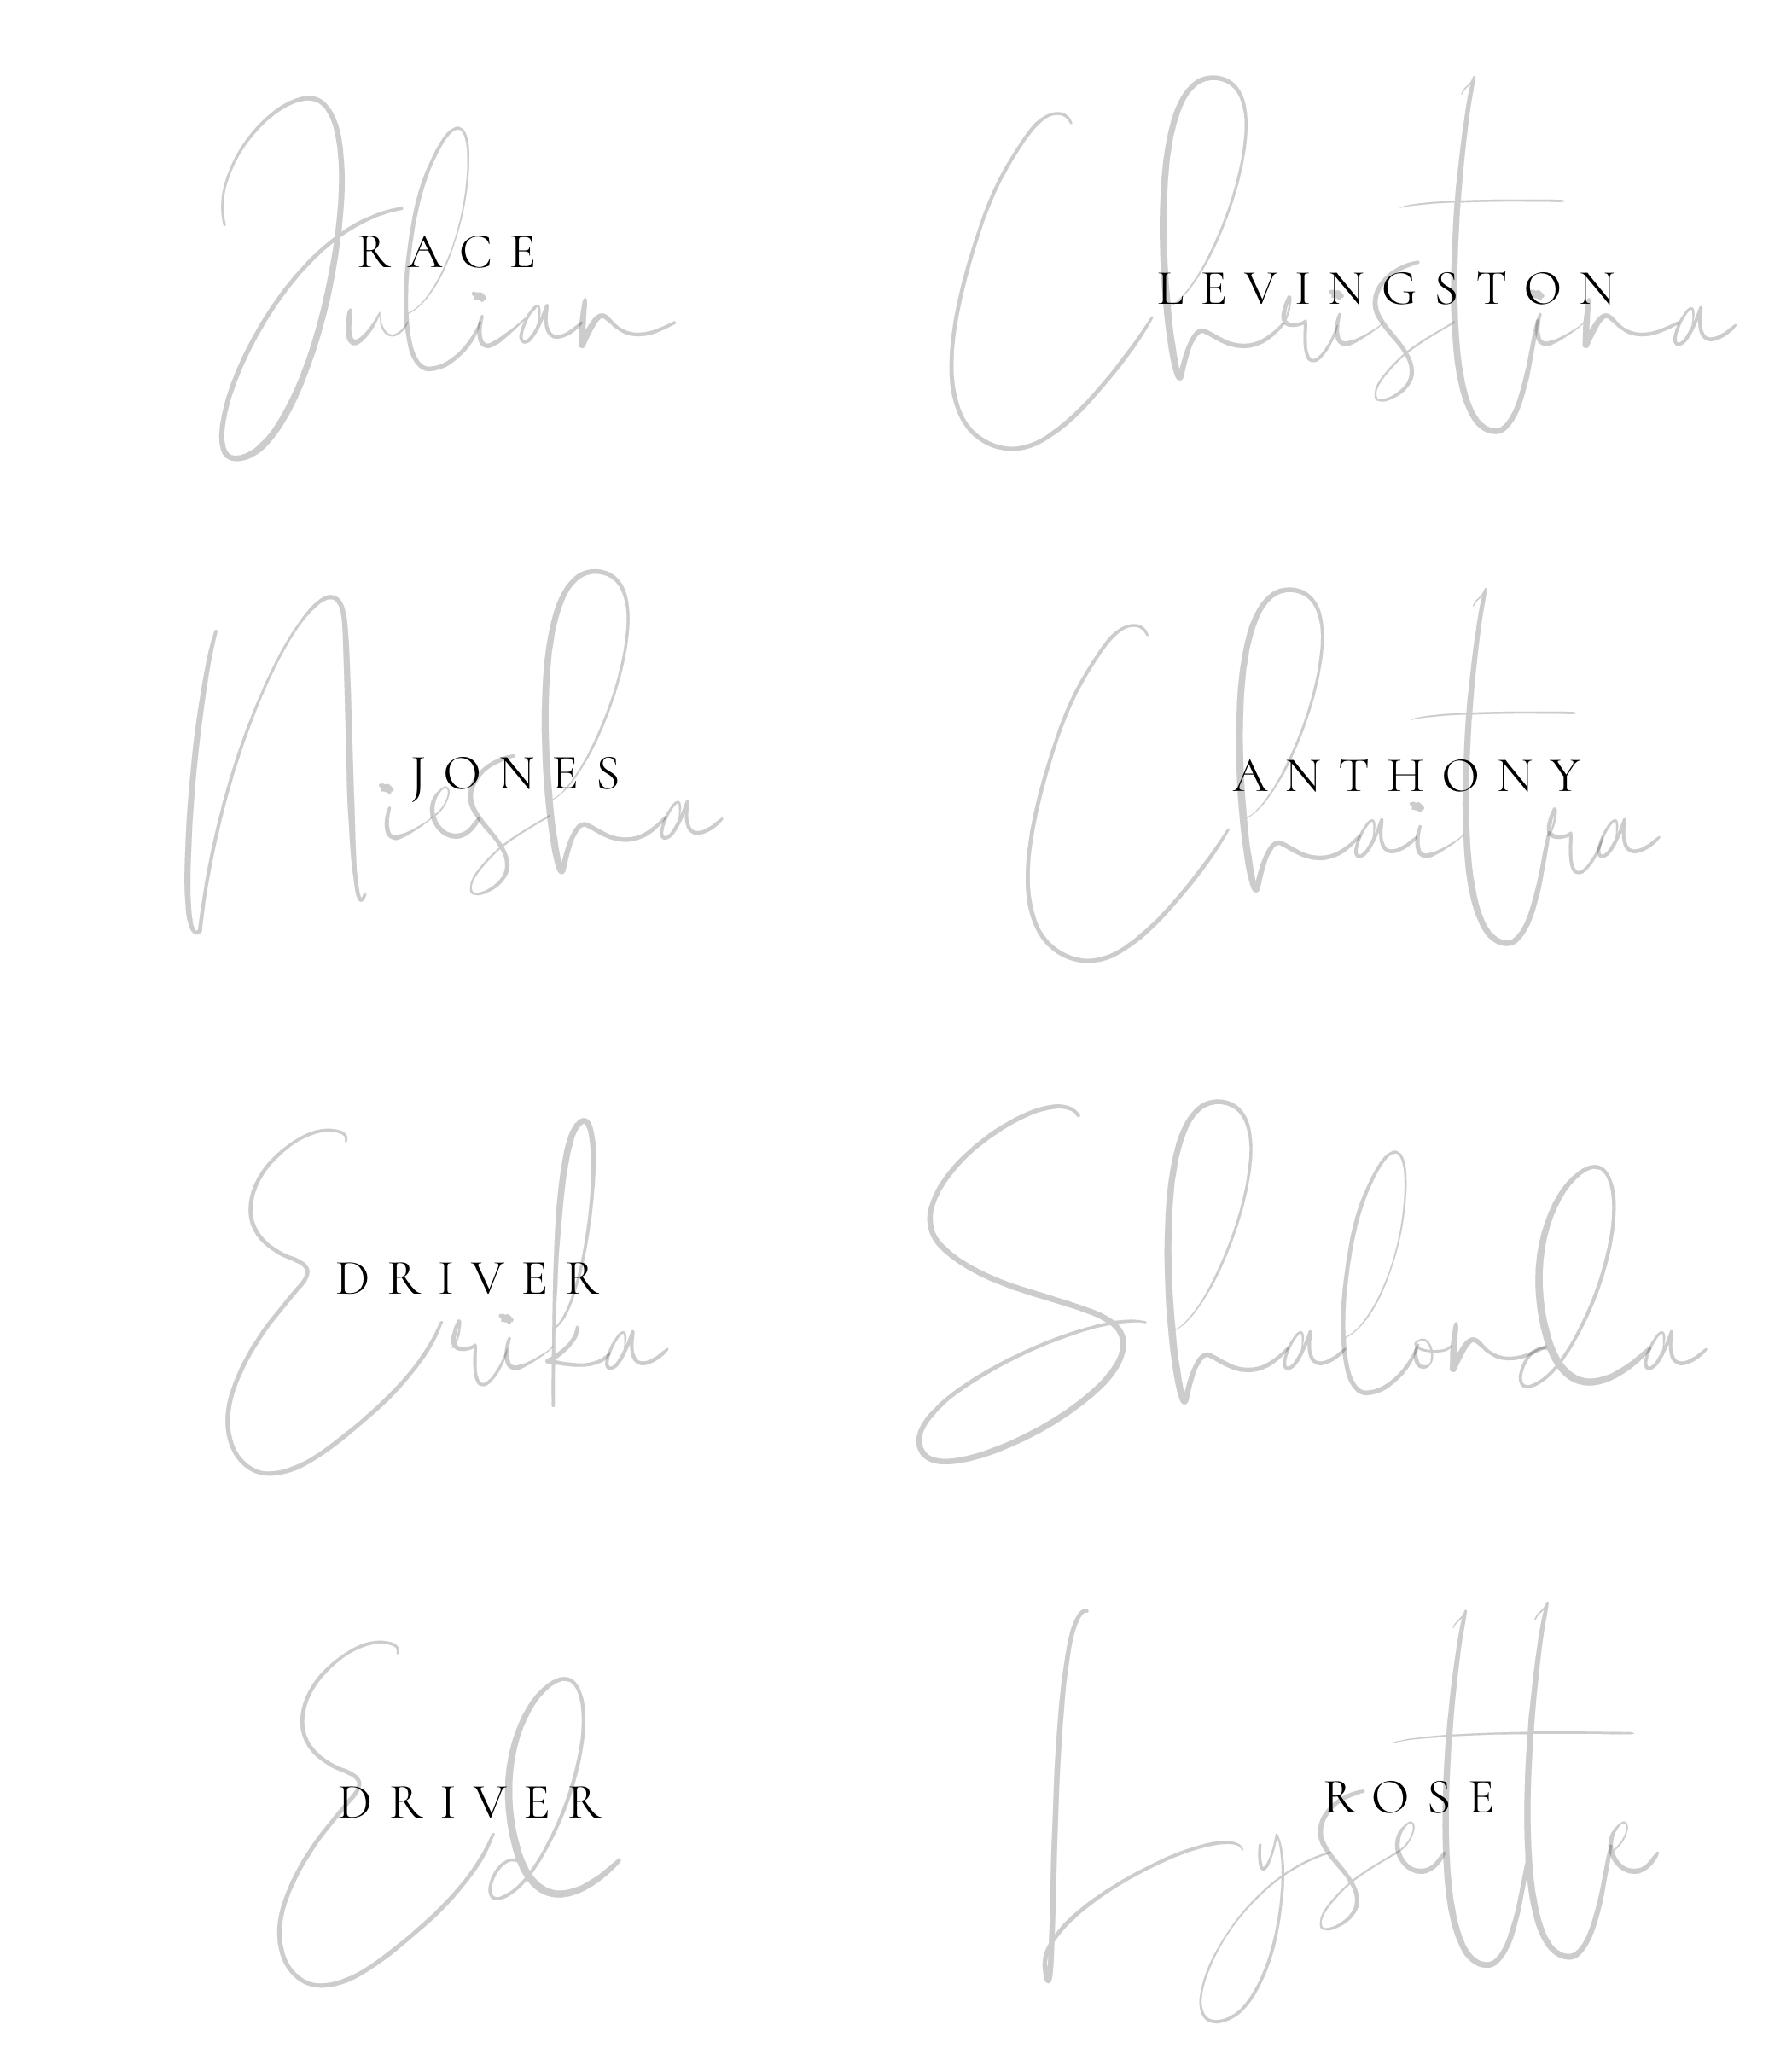 Julian
RACE
Christina
LEVINGSTON
Niesha
JONES
Chaitra
ANTHONY
Erika
DRIVER
Shalonda
Ed
DRIVER
Lysette
ROSE